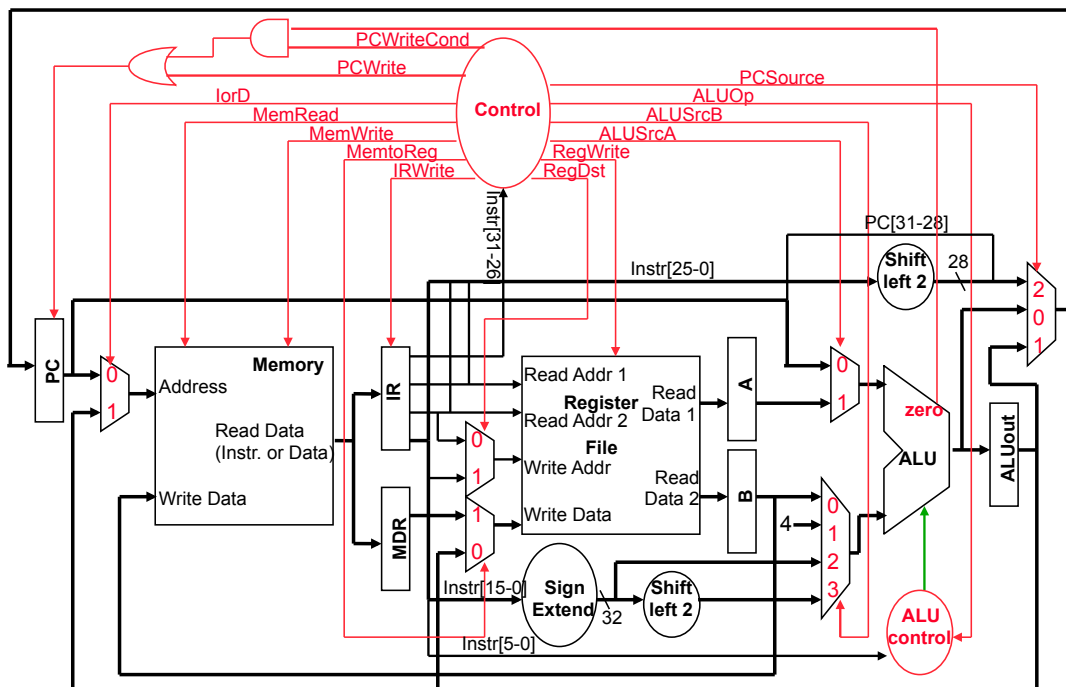 PCWriteCond
PCWrite
PCSource
IorD
Control
ALUOp
MemRead
ALUSrcB
MemWrite
ALUSrcA
MemtoReg
RegWrite
IRWrite
RegDst
Instr[31-26]
PC[31-28]
Instr[25-0]
Shift
left 2
28
2
0
1
PC
0
1
Memory
Address
Read Data
(Instr. or Data)
Write Data
IR
MDR
Read Addr 1
Register
Read Addr 2
File
Write Addr
Write Data
Read
Data 1
Read
Data 2
0
1
1
0
A
B
0
1
zero
ALU
ALUout
4
0
1
2
3
Instr[15-0]
Sign
Extend
32
Shift
left 2
Instr[5-0]
ALU
control